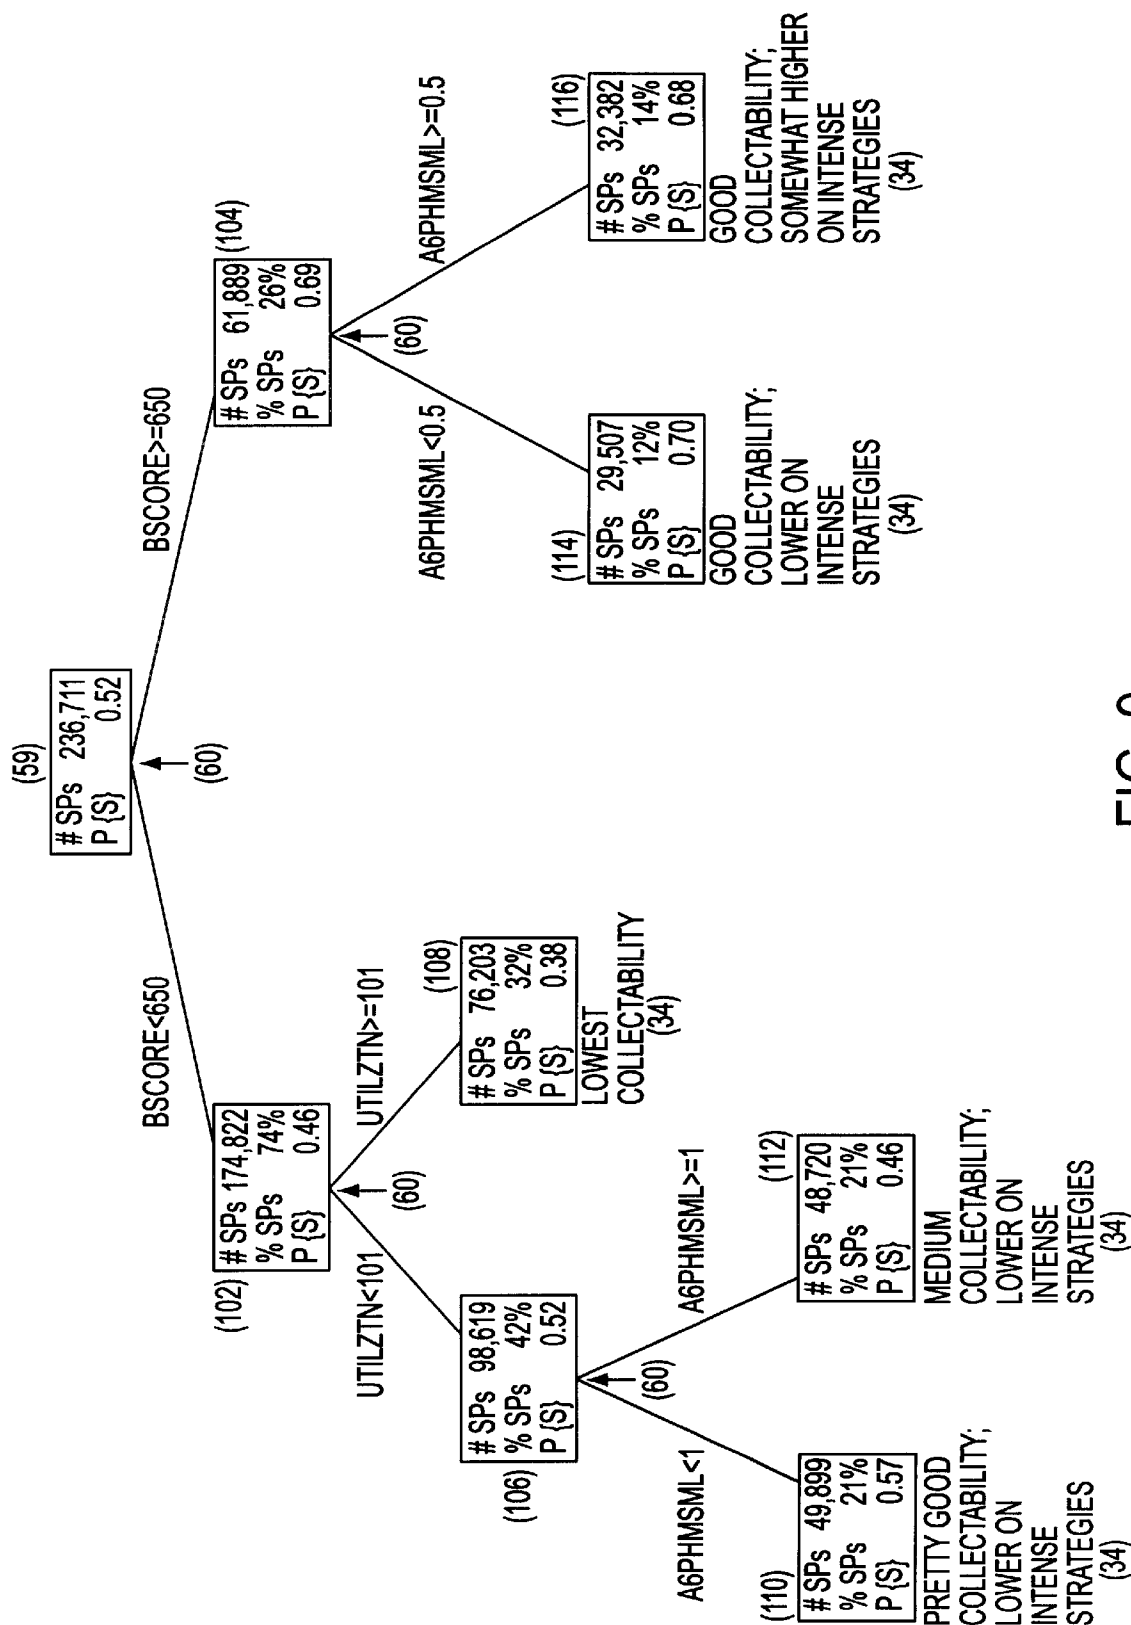 (59)
# SPs 236,711
P {S} 0.52
(60)
BSCORE<650
BSCORE>=650
(102)
# SPs 174,822
% SPs 74%
P {S} 0.46
(60)
(104)
# SPs 61,889
% SPs 26%
P {S} 0.69
(60)
UTILZTN<101
UTILZTN>=101
A6PHMSML<0.5
A6PHMSML>=0.5
(106)
# SPs 98,619
% SPs 42%
P {S} 0.52
(60)
(108)
# SPs 76,203
% SPs 32%
P {S} 0.38
LOWEST
COLLECTABILITY
(34)
(114)
# SPs 29,507
% SPs 12%
P {S} 0.70
GOOD
COLLECTABILITY;
LOWER ON
INTENSE
STRATEGIES
(34)
(116)
# SPs 32,382
% SPs 14%
P {S} 0.68
GOOD
COLLECTABILITY;
SOMEWHAT HIGHER
ON INTENSE
STRATEGIES
(34)
A6PHMSML<1
A6PHMSML>=1
(110)
# SPs 49,899
% SPs 21%
P {S} 0.57
PRETTY GOOD
COLLECTABILITY;
LOWER ON
INTENSE
STRATEGIES
(34)
(112)
# SPs 48,720
% SPs 21%
P {S} 0.46
MEDIUM
COLLECTABILITY;
LOWER ON
INTENSE
STRATEGIES
(34)
FIG.